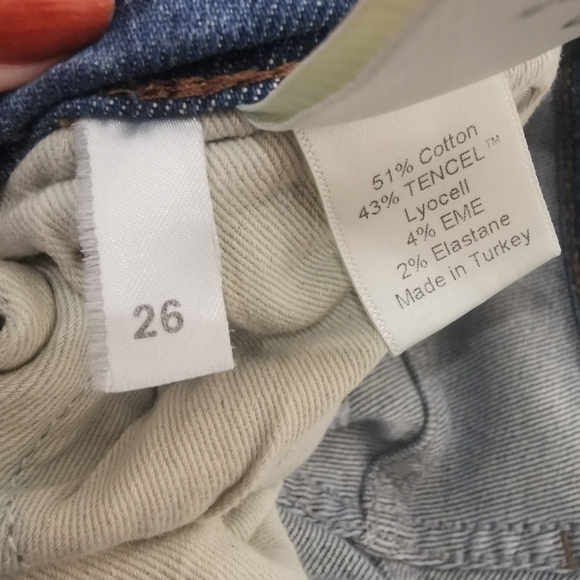 26
51% Cotton
43% TENCEL™
Lyocell
4% EME
2% Elastane
Made in Turkey